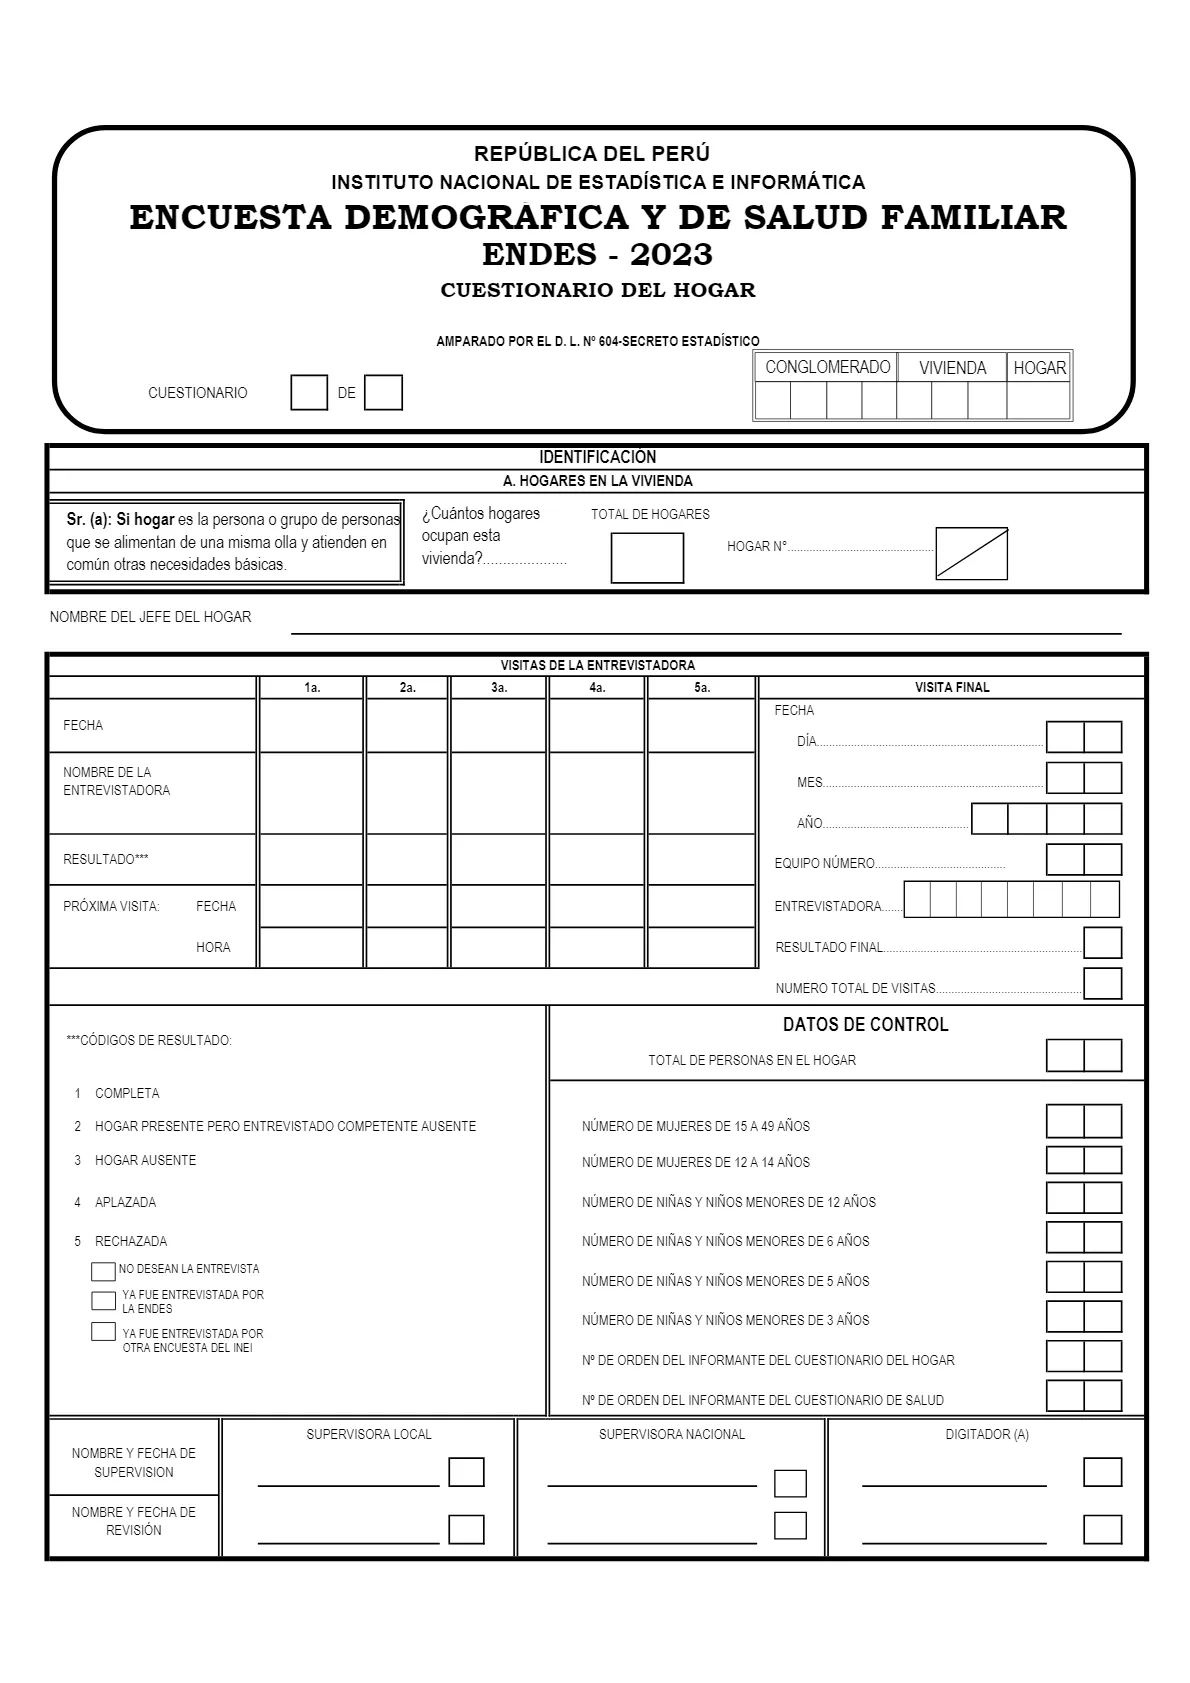 REPÚBLICA DEL PERÚ
INSTITUTO NACIONAL DE ESTADÍSTICA E INFORMÁTICA
ENCUESTA DEMOGRÁFICA Y DE SALUD FAMILIAR
ENDES - 2023
CUESTIONARIO DEL HOGAR
AMPARADO POR EL D. L. Nº 604-SECRETO ESTADÍSTICO
CONGLOMERADO VIVIENDA HOGAR
CUESTIONARIO DE
IDENTIFICACIÓN
A. HOGARES EN LA VIVIENDA
Sr. (a): Si hogar es la persona o grupo de personas
que se alimentan de una misma olla y atienden en
común otras necesidades básicas.
¿Cuántos hogares
ocupan esta
vivienda?.....................
TOTAL DE HOGARES
HOGAR N°...............................................
NOMBRE DEL JEFE DEL HOGAR
VISITAS DE LA ENTREVISTADORA
1a. 2a. 3a. 4a. 5a. VISITA FINAL
FECHA
NOMBRE DE LA
ENTREVISTADORA
RESULTADO***
PRÓXIMA VISITA: FECHA
HORA
FECHA
DÍA.........................................................................
MES.......................................................................
AÑO...............................................
EQUIPO NÚMERO..........................................
ENTREVISTADORA.......
RESULTADO FINAL................................................................
NUMERO TOTAL DE VISITAS...............................................
***CÓDIGOS DE RESULTADO:
1 COMPLETA
2 HOGAR PRESENTE PERO ENTREVISTADO COMPETENTE AUSENTE
3 HOGAR AUSENTE
4 APLAZADA
5 RECHAZADA
NO DESEAN LA ENTREVISTA
YA FUE ENTREVISTADA POR
LA ENDES
YA FUE ENTREVISTADA POR
OTRA ENCUESTA DEL INEI
DATOS DE CONTROL
TOTAL DE PERSONAS EN EL HOGAR
NÚMERO DE MUJERES DE 15 A 49 AÑOS
NÚMERO DE MUJERES DE 12 A 14 AÑOS
NÚMERO DE NIÑAS Y NIÑOS MENORES DE 12 AÑOS
NÚMERO DE NIÑAS Y NIÑOS MENORES DE 6 AÑOS
NÚMERO DE NIÑAS Y NIÑOS MENORES DE 5 AÑOS
NÚMERO DE NIÑAS Y NIÑOS MENORES DE 3 AÑOS
Nº DE ORDEN DEL INFORMANTE DEL CUESTIONARIO DEL HOGAR
Nº DE ORDEN DEL INFORMANTE DEL CUESTIONARIO DE SALUD
SUPERVISORA LOCAL SUPERVISORA NACIONAL DIGITADOR (A)
NOMBRE Y FECHA DE
SUPERVISION
NOMBRE Y FECHA DE
REVISIÓN